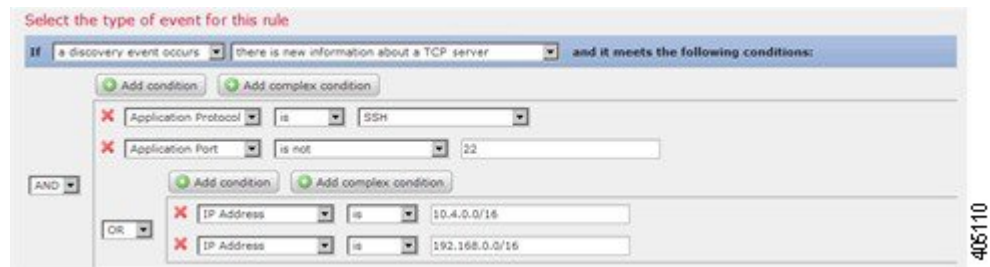 Select the type of event for this rule
If a discovery event occurs there is new information about a TCP server and it meets the following conditions:
Add condition Add complex condition
Application Protocol is SSH
Application Port is not 22
AND
Add condition Add complex condition
OR
IP Address is 10.4.0.0/16
IP Address is 192.168.0.0/16
405110